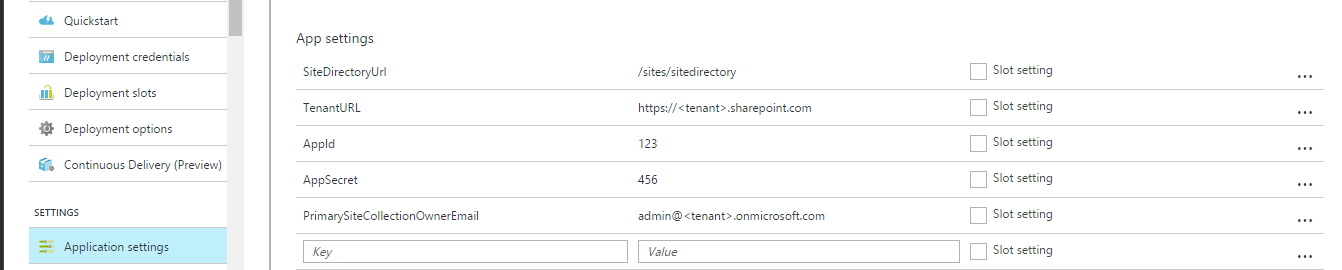 Quickstart
Deployment credentials
Deployment slots
Deployment options
Continuous Delivery (Preview)
SETTINGS
Application settings
App settings
SiteDirectoryUrl /sites/sitedirectory Slot setting ...
TenantURL https://<tenant>.sharepoint.com Slot setting ...
AppId 123 Slot setting ...
AppSecret 456 Slot setting ...
PrimarySiteCollectionOwnerEmail admin@<tenant>.onmicrosoft.com Slot setting ...
Key Value Slot setting ...